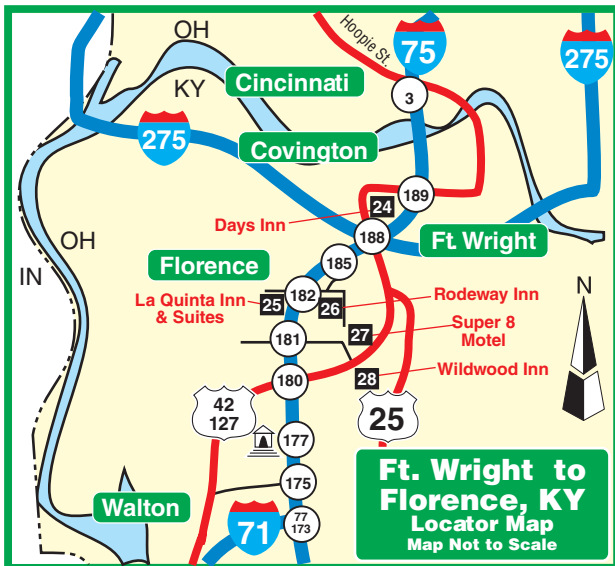 OH
Hoopie St.
75
275
KY
Cincinnati
3
275
Covington
189
24
Days Inn
188
Ft. Wright
OH
IN
Florence
185
La Quinta Inn
& Suites
25
182
26
Rodeway Inn
N
27
Super 8
Motel
181
28
Wildwood Inn
180
42
127
25
177
175
Walton
71
77
173
Ft. Wright to
Florence, KY
Locator Map
Map Not to Scale